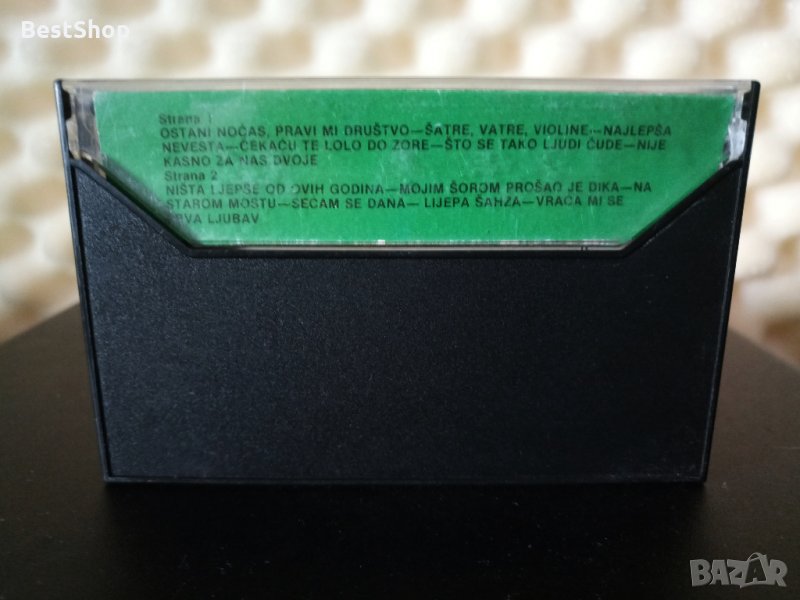 BestShop
Strana 1
OSTANI NOĆAS, PRAVI MI DRUŠTVO—ŠATRE, VATRE, VIOLINE—NAJLEPŠA
NEVESTA—ČEKAĆU TE LOLO DO ZORE—ŠTO SE TAKO LJUDI ČUDE—NIJE
KASNO ZA NAS DVOJE
Strana 2
NIŠTA LJEPŠE OD OVIH GODINA—MOJIM ŠOROM PROŠAO JE DIKA—NA
STAROM MOSTU—SEĆAM SE DANA—LIJEPA ŠAHZA—VRAĆA MI SE
PRVA LJUBAV
BAZAR